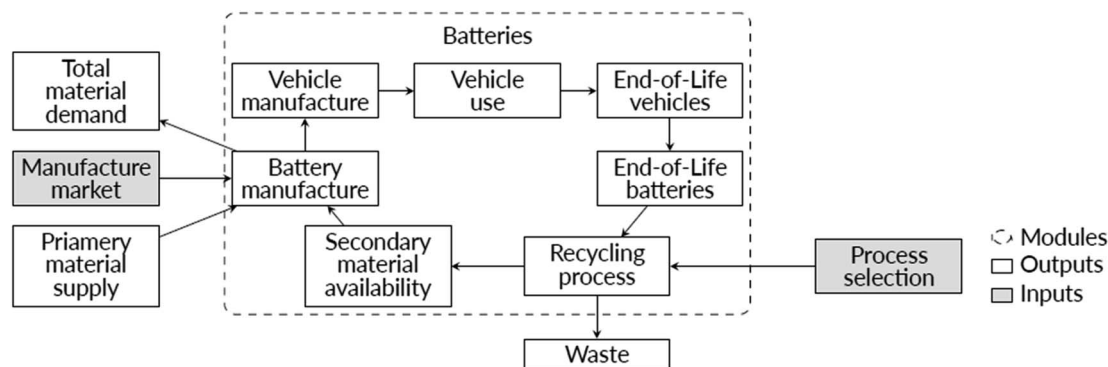 Batteries
Total
material
demand
Vehicle
manufacture
Vehicle
use
End-of-Life
vehicles
Manufacture
market
Battery
manufacture
End-of-Life
batteries
Priamery
material
supply
Secondary
material
availability
Recycling
process
Process
selection
Modules
Outputs
Inputs
Waste